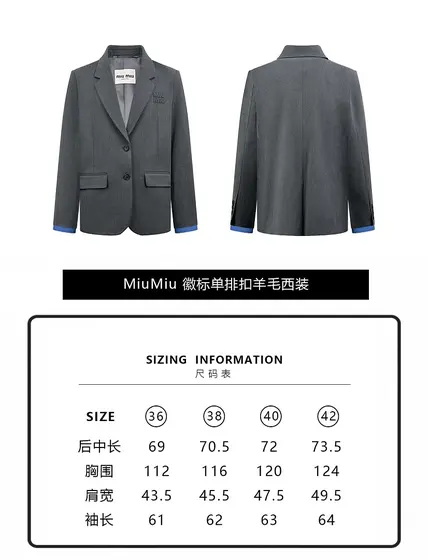 Miu Miu
MiuMiu 徽标单排扣羊毛西装
SIZING INFORMATION
尺码表
SIZE 36 38 40 42
后中长 69 70.5 72 73.5
胸围 112 116 120 124
肩宽 43.5 45.5 47.5 49.5
袖长 61 62 63 64